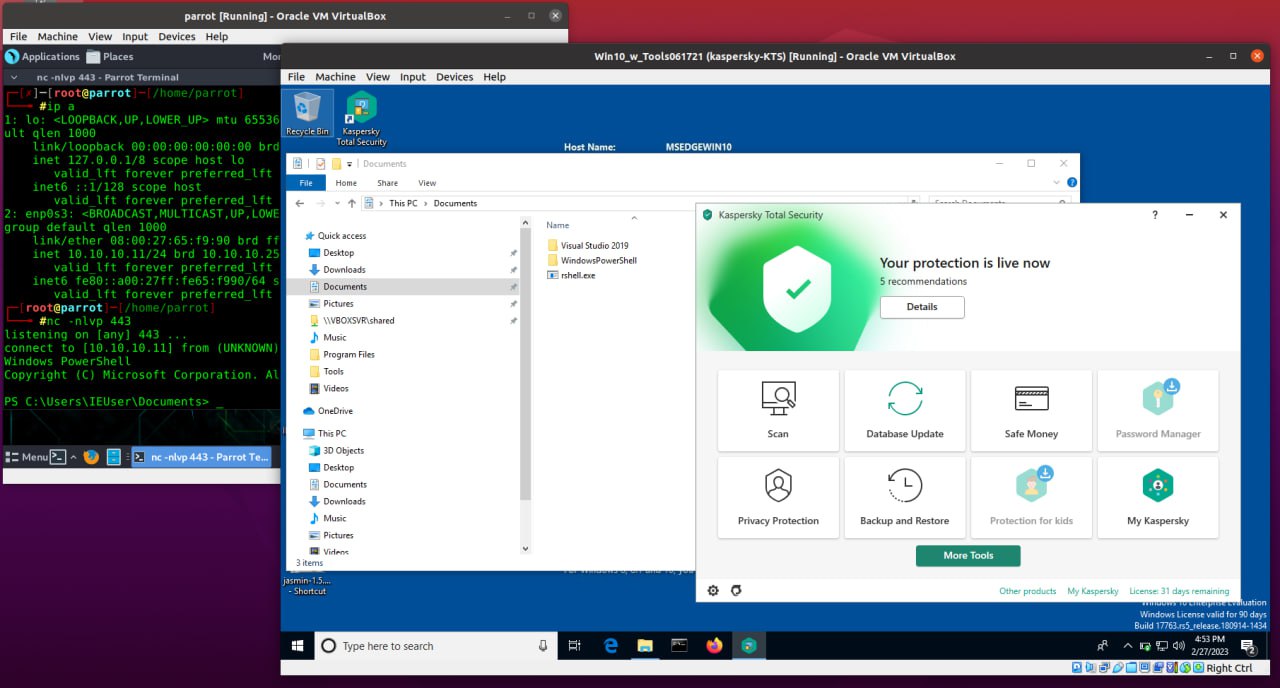 parrot [Running] - Oracle VM VirtualBox
File Machine View Input Devices Help
Applications Places
nc -nlvp 443 - Parrot Terminal
┌─[✗]─[root@parrot]─[/home/parrot]
└──╼ #ip a
1: lo: <LOOPBACK,UP,LOWER_UP> mtu 65536
ult qlen 1000
link/loopback 00:00:00:00:00:00 brd
inet 127.0.0.1/8 scope host lo
valid_lft forever preferred_lft
inet6 ::1/128 scope host
valid_lft forever preferred_lft
2: enp0s3: <BROADCAST,MULTICAST,UP,LOWE
group default qlen 1000
link/ether 08:00:27:65:f9:90 brd ff
inet 10.10.10.11/24 brd 10.10.10.25
valid_lft forever preferred_lft
inet6 fe80::a00:27ff:fe65:f990/64 s
valid_lft forever preferred_lft
┌─[root@parrot]─[/home/parrot]
└──╼ #nc -nlvp 443
listening on [any] 443 ...
connect to [10.10.10.11] from (UNKNOWN)
Windows PowerShell
Copyright (C) Microsoft Corporation. Al
PS C:\Users\IEUser\Documents> _
Menu
nc -nlvp 443 - Parrot Te...
Win10_w_Tools061721 (kaspersky-KTS) [Running] - Oracle VM VirtualBox
File Machine View Input Devices Help
Recycle Bin
Kaspersky
Total Security
Host Name: MSEDGEWIN10
Documents
File Home Share View
This PC > Documents
Search Documents
Quick access
Desktop
Downloads
Documents
Pictures
\\VBOXSVR\shared
Music
Program Files
Tools
Videos
OneDrive
This PC
3D Objects
Desktop
Documents
Downloads
Music
Pictures
Videos
3 items
Name
Visual Studio 2019
WindowsPowerShell
rshell.exe
Kaspersky Total Security
Your protection is live now
5 recommendations
Details
Scan
Database Update
Safe Money
Password Manager
Privacy Protection
Backup and Restore
Protection for kids
My Kaspersky
More Tools
Other products My Kaspersky License: 31 days remaining
jasmin-1.5....
- Shortcut
Windows 10 Enterprise Evaluation
Windows License valid for 90 days
Build 17763.rs5_release.180914-1434
Type here to search
4:53 PM
2/27/2023
2
Right Ctrl